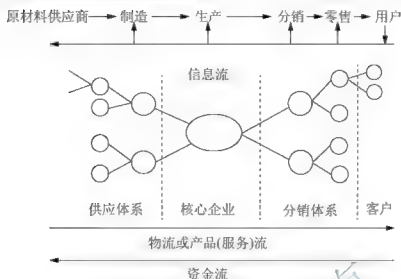 原材料供应商→制造→生产→分销→零售→用户
信息流
供应体系 核心企业 分销体系 客户
物流或产品(服务)流
资金流